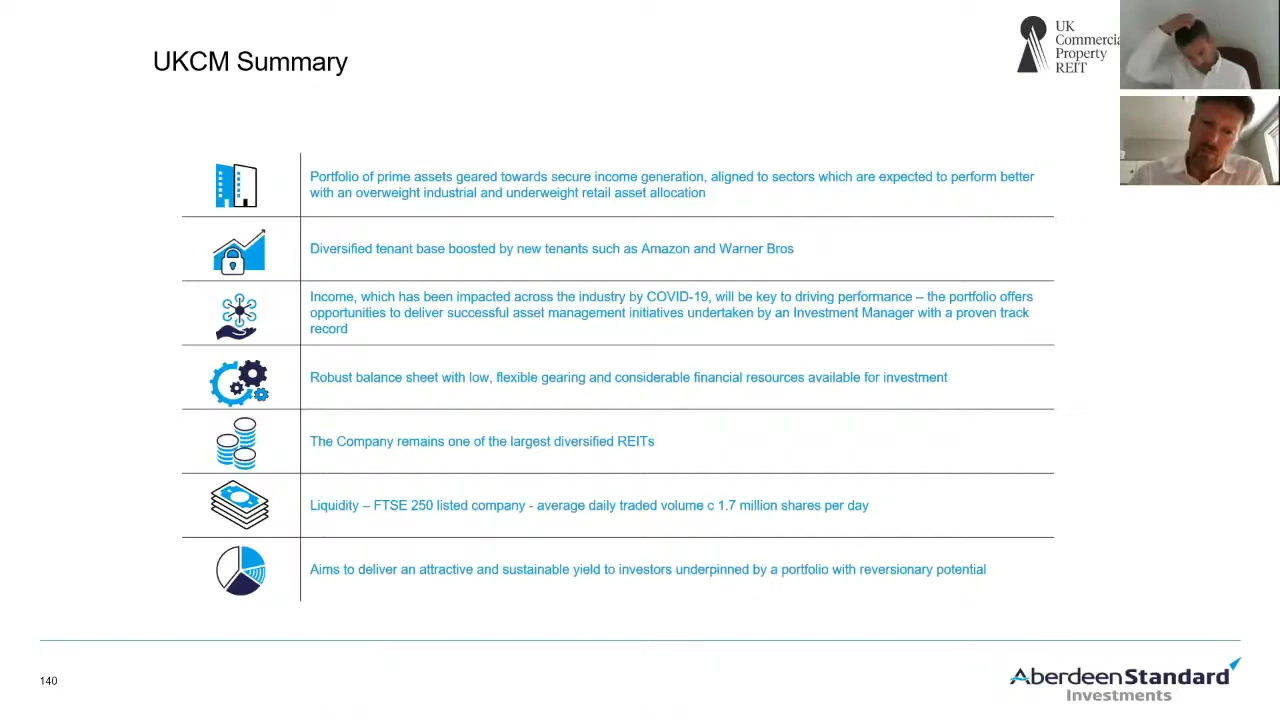 UKCM Summary
UK
Commercia
Property
REIT
Portfolio of prime assets geared towards secure income generation, aligned to sectors which are expected to perform better
with an overweight industrial and underweight retail asset allocation
Diversified tenant base boosted by new tenants such as Amazon and Warner Bros
Income, which has been impacted across the industry by COVID-19, will be key to driving performance – the portfolio offers
opportunities to deliver successful asset management initiatives undertaken by an Investment Manager with a proven track
record
Robust balance sheet with low, flexible gearing and considerable financial resources available for investment
The Company remains one of the largest diversified REITs
Liquidity – FTSE 250 listed company - average daily traded volume c 1.7 million shares per day
Aims to deliver an attractive and sustainable yield to investors underpinned by a portfolio with reversionary potential
140
AberdeenStandard
Investments